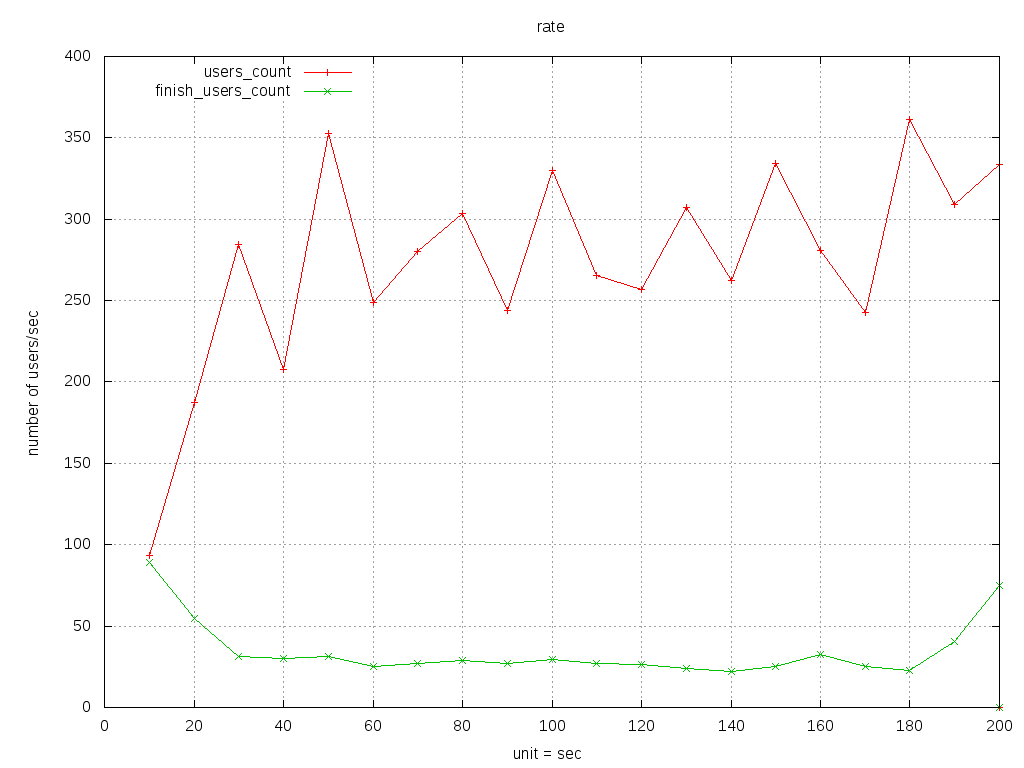 rate
users_count
finish_users_count
400
350
300
250
200
150
100
50
0
number of users/sec
0 20 40 60 80 100 120 140 160 180 200
unit = sec